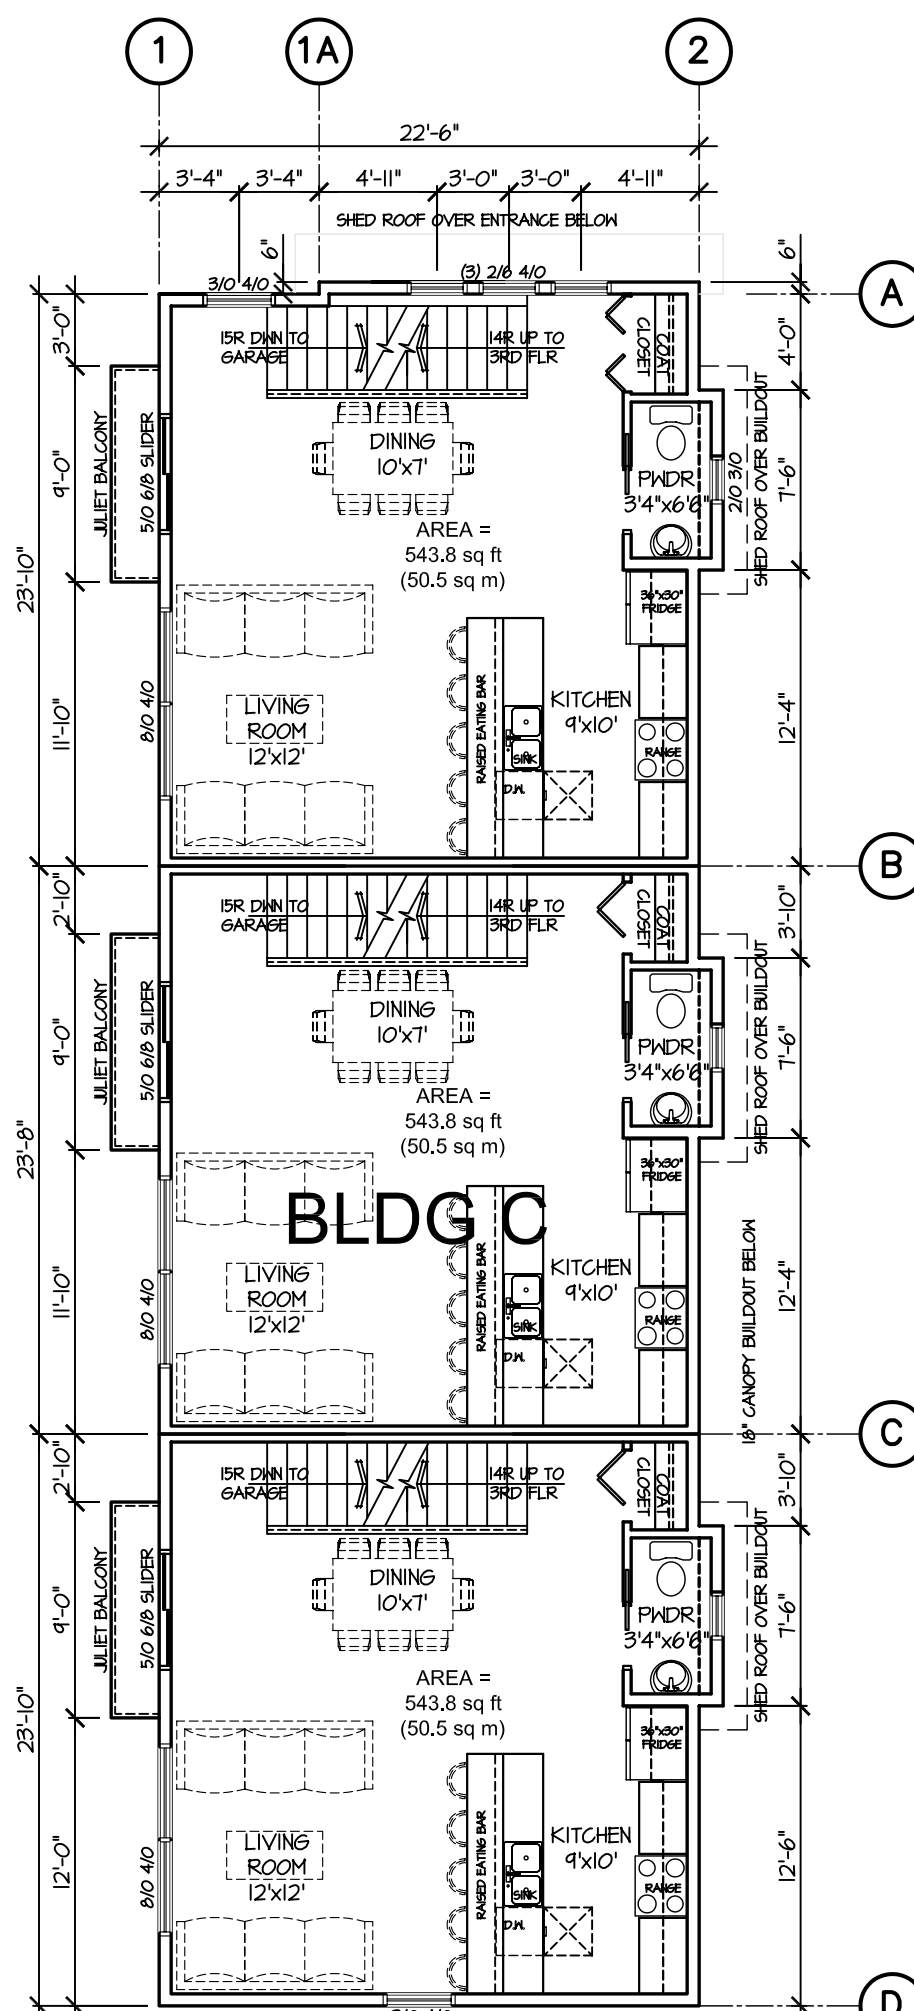 1
1A
2
22'-6"
3'-4"
3'-4"
4'-11"
3'-0"
3'-0"
4'-11"
SHED ROOF OVER ENTRANCE BELOW
6"
6"
3/0 4/0
(3) 2/6 4/0
A
3'-0"
15R DWN TO
GARAGE
14R UP TO
3RD FLR
COAT
CLOSET
4'-0"
JULIET BALCONY
5/0 6/8 SLIDER
9'-0"
DINING
10'x7'
PWDR
3'4"x6'6"
2/0 3/0
SHED ROOF OVER BUILDOUT
7'-6"
AREA =
543.8 sq ft
(50.5 sq m)
23'-10"
36"x30"
FRIDGE
11'-10"
8/0 4/0
LIVING
ROOM
12'x12'
RAISED EATING BAR
SINK
D.W.
KITCHEN
9'x10'
RANGE
12'-4"
B
2'-10"
15R DWN TO
GARAGE
14R UP TO
3RD FLR
COAT
CLOSET
3'-10"
JULIET BALCONY
5/0 6/8 SLIDER
9'-0"
DINING
10'x7'
PWDR
3'4"x6'6"
SHED ROOF OVER BUILDOUT
7'-6"
AREA =
543.8 sq ft
(50.5 sq m)
23'-8"
36"x30"
FRIDGE
BLDG C
11'-10"
8/0 4/0
LIVING
ROOM
12'x12'
RAISED EATING BAR
SINK
D.W.
KITCHEN
9'x10'
RANGE
18" CANOPY BUILDOUT BELOW
12'-4"
C
2'-10"
15R DWN TO
GARAGE
14R UP TO
3RD FLR
COAT
CLOSET
3'-10"
JULIET BALCONY
5/0 6/8 SLIDER
9'-0"
DINING
10'x7'
PWDR
3'4"x6'6"
SHED ROOF OVER BUILDOUT
7'-6"
AREA =
543.8 sq ft
(50.5 sq m)
23'-10"
36"x30"
FRIDGE
12'-0"
8/0 4/0
LIVING
ROOM
12'x12'
RAISED EATING BAR
SINK
D.W.
KITCHEN
9'x10'
RANGE
12'-6"
D